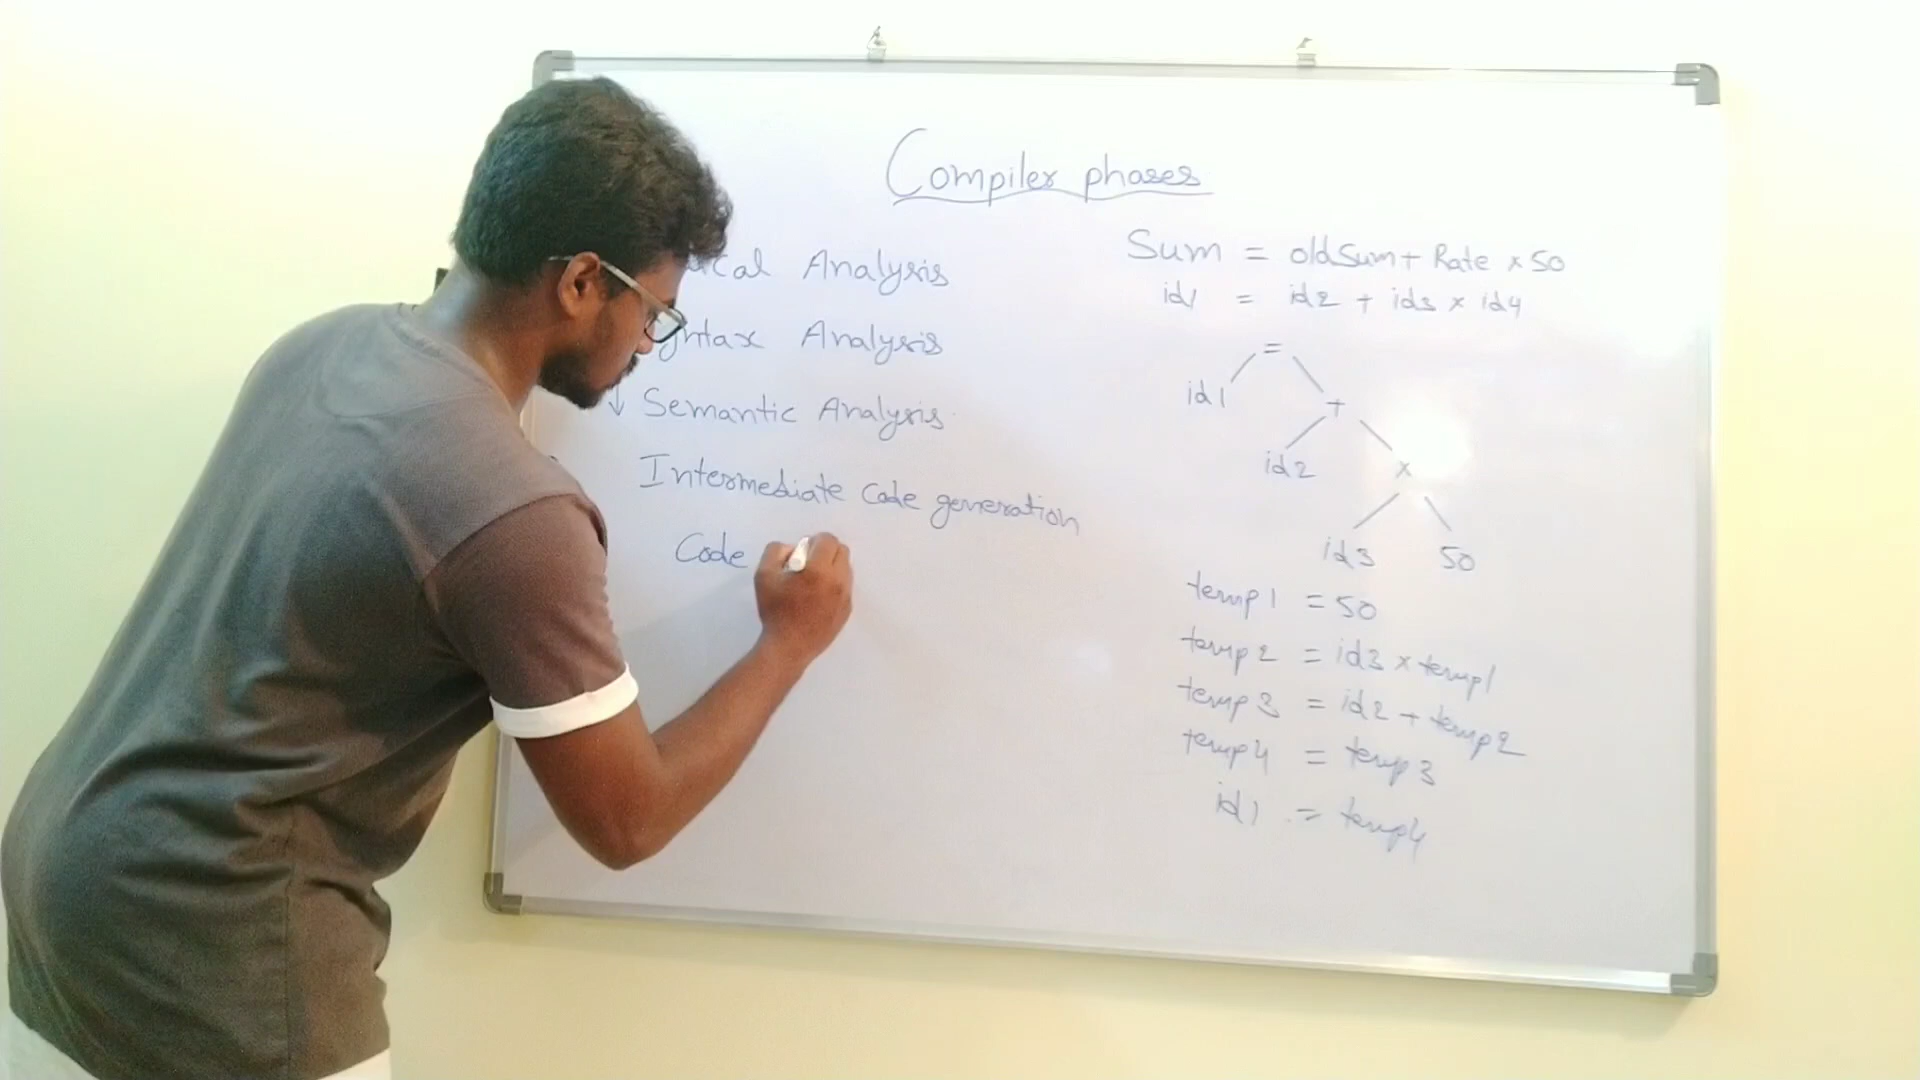 Compiler phases
Analysis
Analysis
↓ Semantic Analysis
Intermediate Code generation
Code
Sum = oldSum + Rate × 50
id1 = id2 + id3 × id4
=
id1 +
id2 ×
id3 50
temp1 = 50
temp2 = id3 × temp1
temp3 = id2 + temp2
temp4 = temp3
id1 = temp4